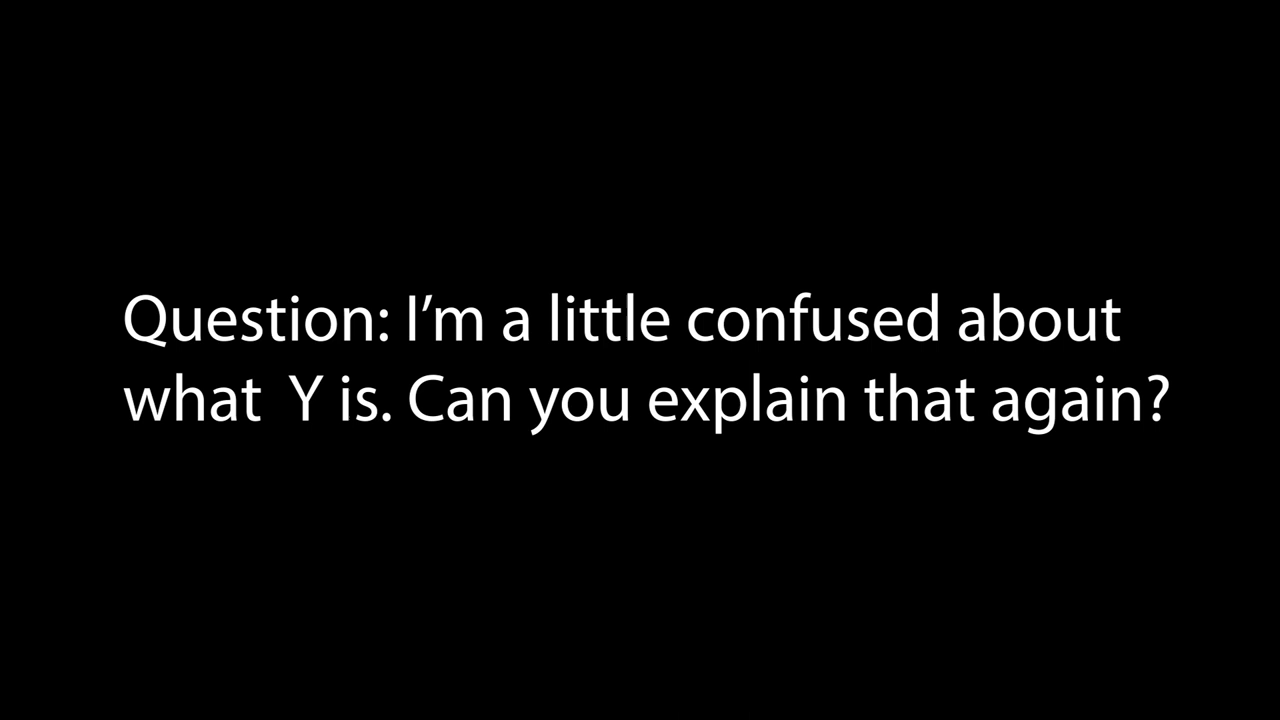 Question: I’m a little confused about
what  Y is. Can you explain that again?